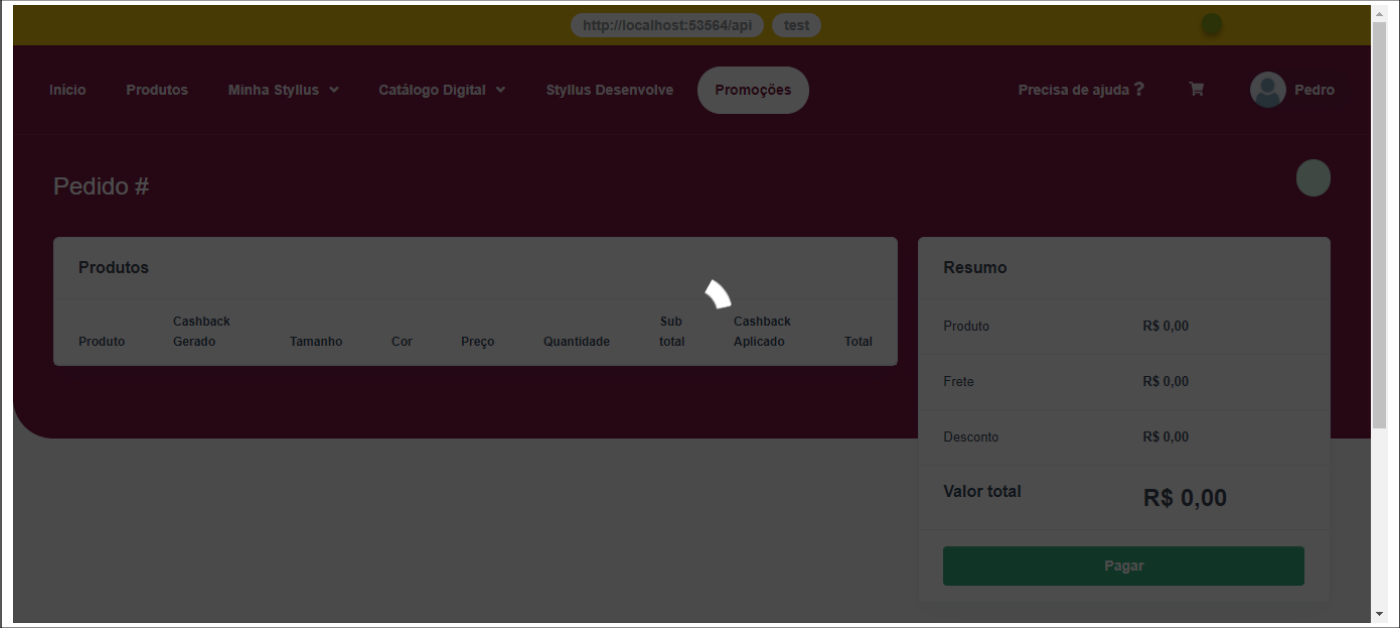 http://localhost:53564/api test
Início Produtos Minha Styllus Catálogo Digital Styllus Desenvolve Promoções Precisa de ajuda ? Pedro
Pedido #
Produtos
Produto Cashback Gerado Tamanho Cor Preço Quantidade Sub total Cashback Aplicado Total
Resumo
Produto R$ 0,00
Frete R$ 0,00
Desconto R$ 0,00
Valor total R$ 0,00
Pagar